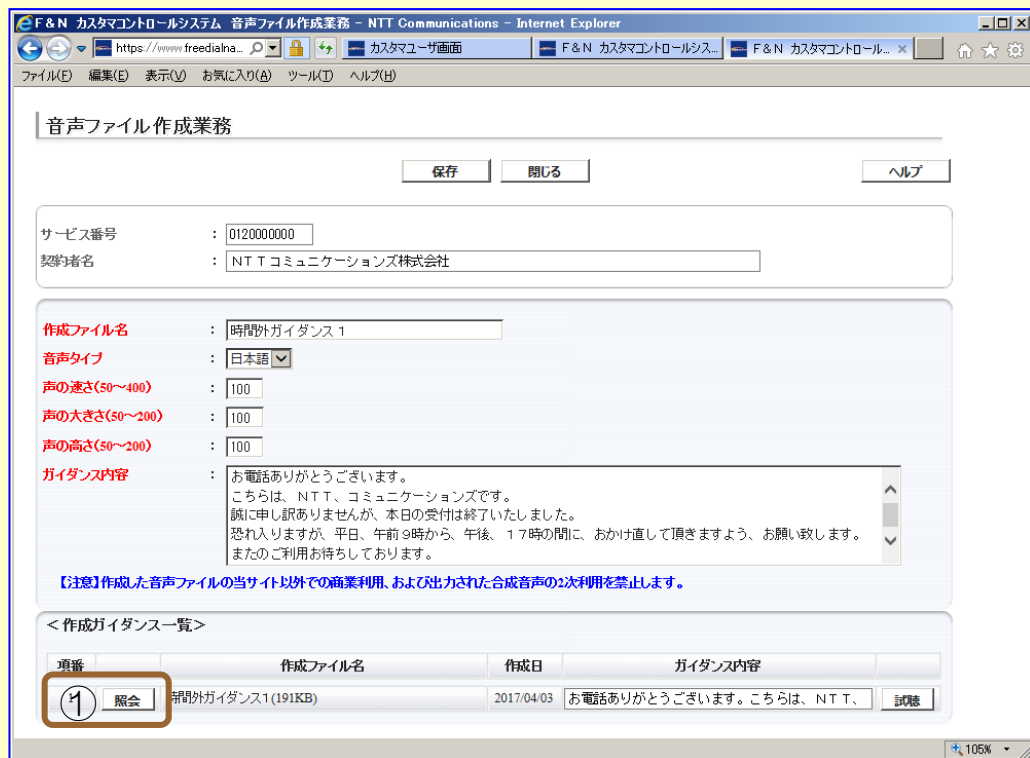 F&N カスタマコントロールシステム 音声ファイル作成業務 - NTT Communications - Internet Explorer
https://www.freedialna...
カスタマユーザ画面
F&N カスタマコントロールシス...
F&N カスタマコントロール... ×
ファイル(F) 編集(E) 表示(V) お気に入り(A) ツール(T) ヘルプ(H)
音声ファイル作成業務
保存 閉じる ヘルプ
サービス番号 : 0120000000
契約者名 : NTTコミュニケーションズ株式会社
作成ファイル名 : 時間外ガイダンス1
音声タイプ : 日本語
声の速さ(50~400) : 100
声の大きさ(50~200) : 100
声の高さ(50~200) : 100
ガイダンス内容 : お電話ありがとうございます。
こちらは、NTT、コミュニケーションズです。
誠に申し訳ありませんが、本日の受付は終了いたしました。
恐れ入りますが、平日、午前9時から、午後、17時の間に、おかけ直して頂きますよう、お願い致します。
またのご利用お待ちしております。
【注意】作成した音声ファイルの当サイト以外での商業利用、および出力された合成音声の2次利用を禁止します。
<作成ガイダンス一覧>
項番 作成ファイル名 作成日 ガイダンス内容
① 照会 時間外ガイダンス1(191KB) 2017/04/03 お電話ありがとうございます。こちらは、NTT、 試聴
105%